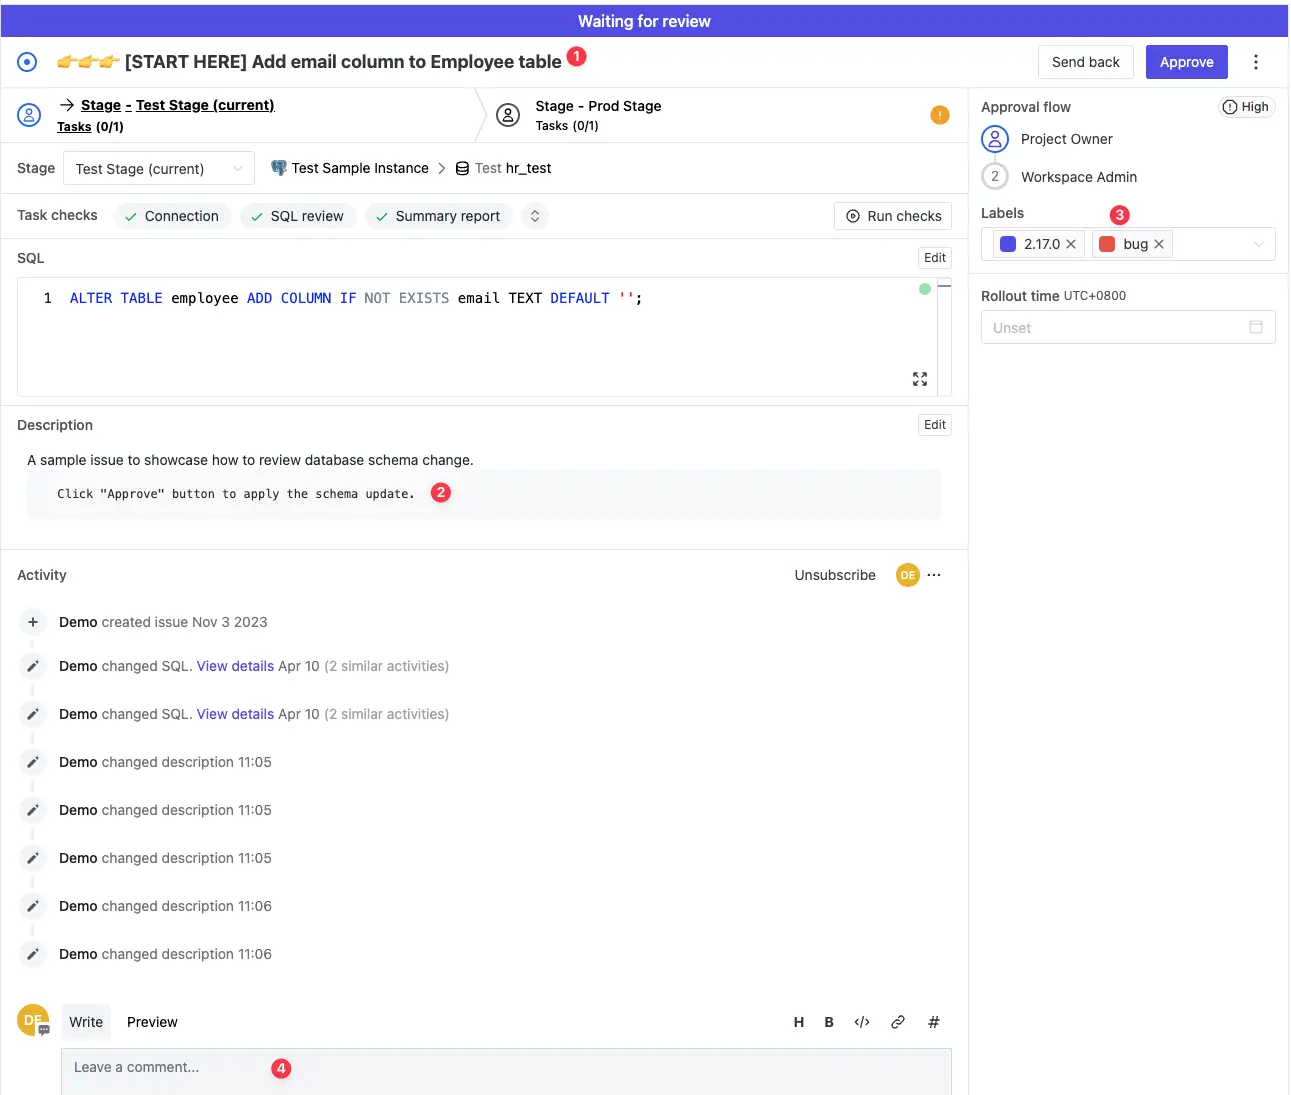 Waiting for review
👉👉👉 [START HERE] Add email column to Employee table 1
Send back
Approve
→ Stage - Test Stage (current)
Tasks (0/1)
Stage - Prod Stage
Tasks (0/1)
Stage Test Stage (current) Test Sample Instance > Test hr_test
Task checks Connection SQL review Summary report Run checks
SQL Edit
1 ALTER TABLE employee ADD COLUMN IF NOT EXISTS email TEXT DEFAULT '';
Description Edit
A sample issue to showcase how to review database schema change.
Click "Approve" button to apply the schema update. 2
Activity Unsubscribe DE ...
Demo created issue Nov 3 2023
Demo changed SQL. View details Apr 10 (2 similar activities)
Demo changed SQL. View details Apr 10 (2 similar activities)
Demo changed description 11:05
Demo changed description 11:05
Demo changed description 11:05
Demo changed description 11:06
Demo changed description 11:06
DE Write Preview H B </> #
Leave a comment... 4
Approval flow High
Project Owner
2 Workspace Admin
Labels 3
2.17.0 × bug ×
Rollout time UTC+0800
Unset